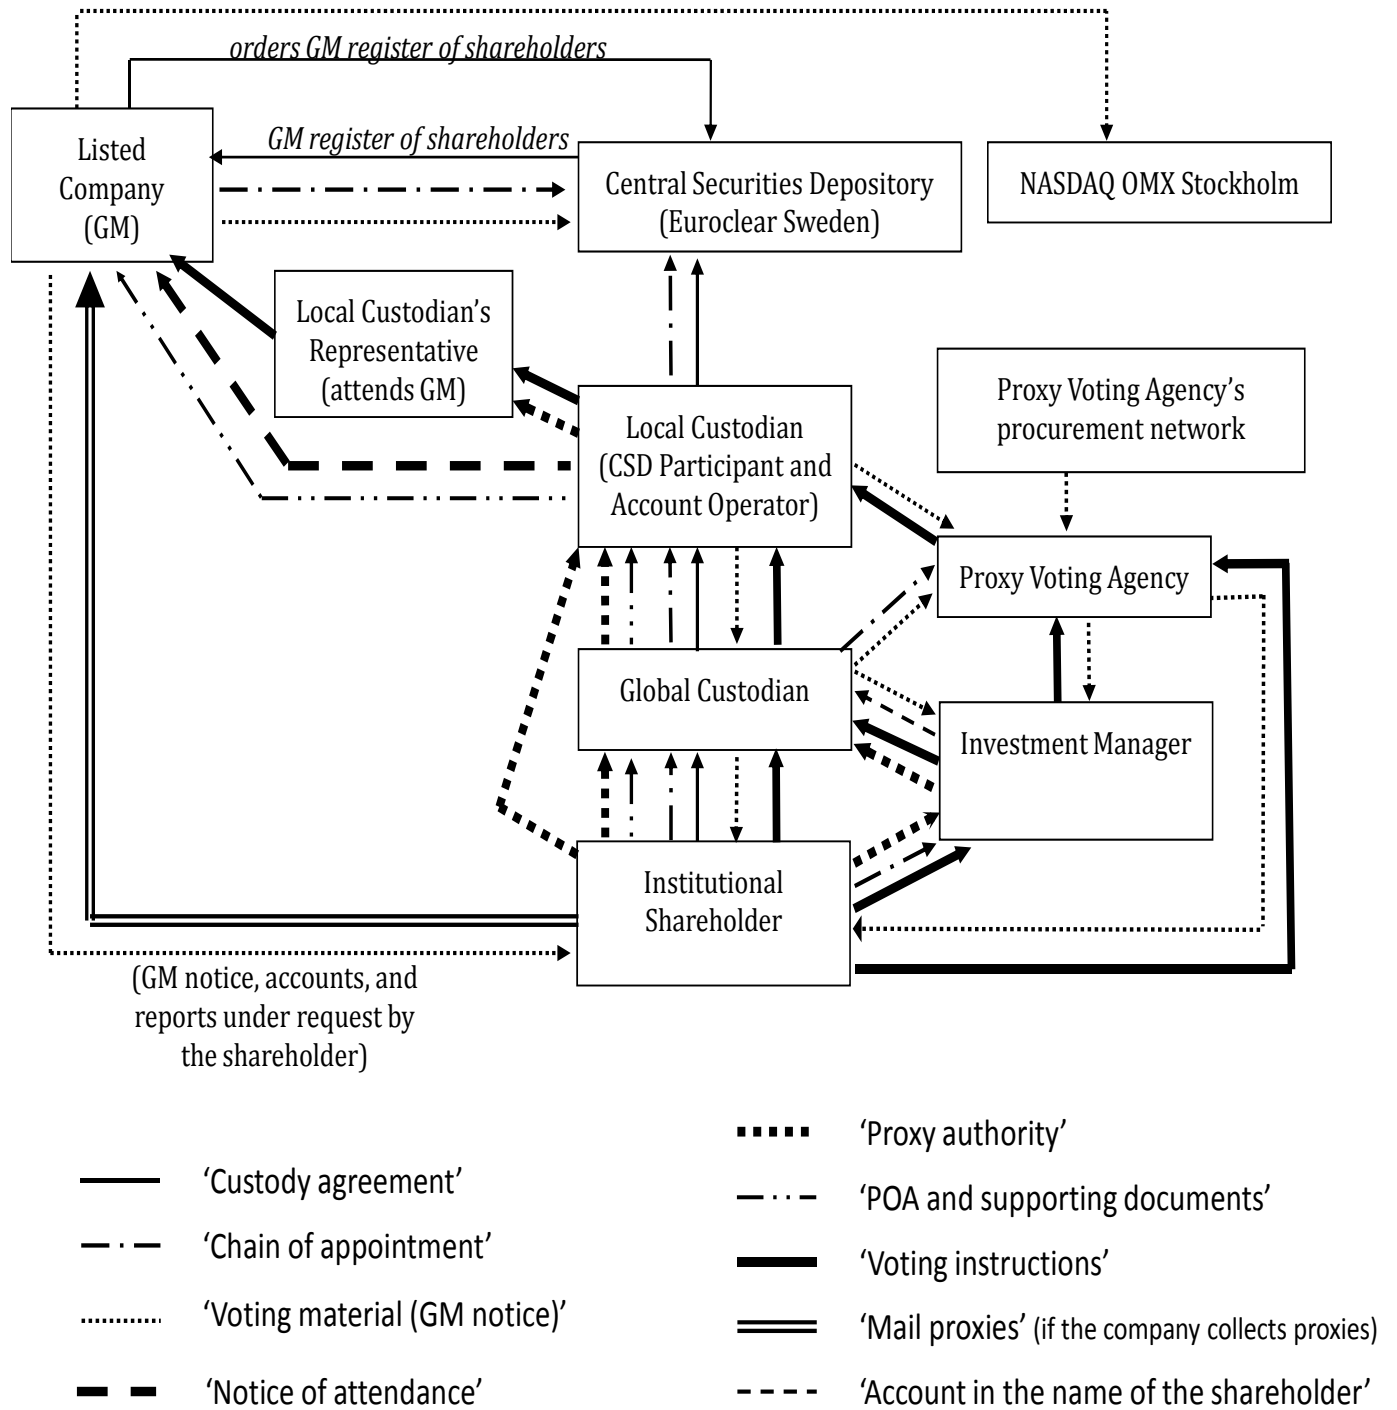 orders GM register of shareholders
GM register of shareholders
Listed
Company
(GM)
Central Securities Depository
(Euroclear Sweden)
NASDAQ OMX Stockholm
Local Custodian’s
Representative
(attends GM)
Proxy Voting Agency’s
procurement network
Local Custodian
(CSD Participant and
Account Operator)
Proxy Voting Agency
Global Custodian
Investment Manager
Institutional
Shareholder
(GM notice, accounts, and
reports under request by
the shareholder)
‘Custody agreement’
‘Chain of appointment’
‘Voting material (GM notice)’
‘Notice of attendance’
‘Proxy authority’
‘POA and supporting documents’
‘Voting instructions’
‘Mail proxies’ (if the company collects proxies)
‘Account in the name of the shareholder’